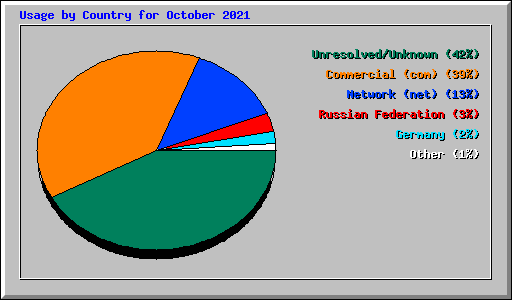 Usage by Country for October 2021
Unresolved/Unknown (42%)
Commercial (com) (39%)
Network (net) (13%)
Russian Federation (3%)
Germany (2%)
Other (1%)